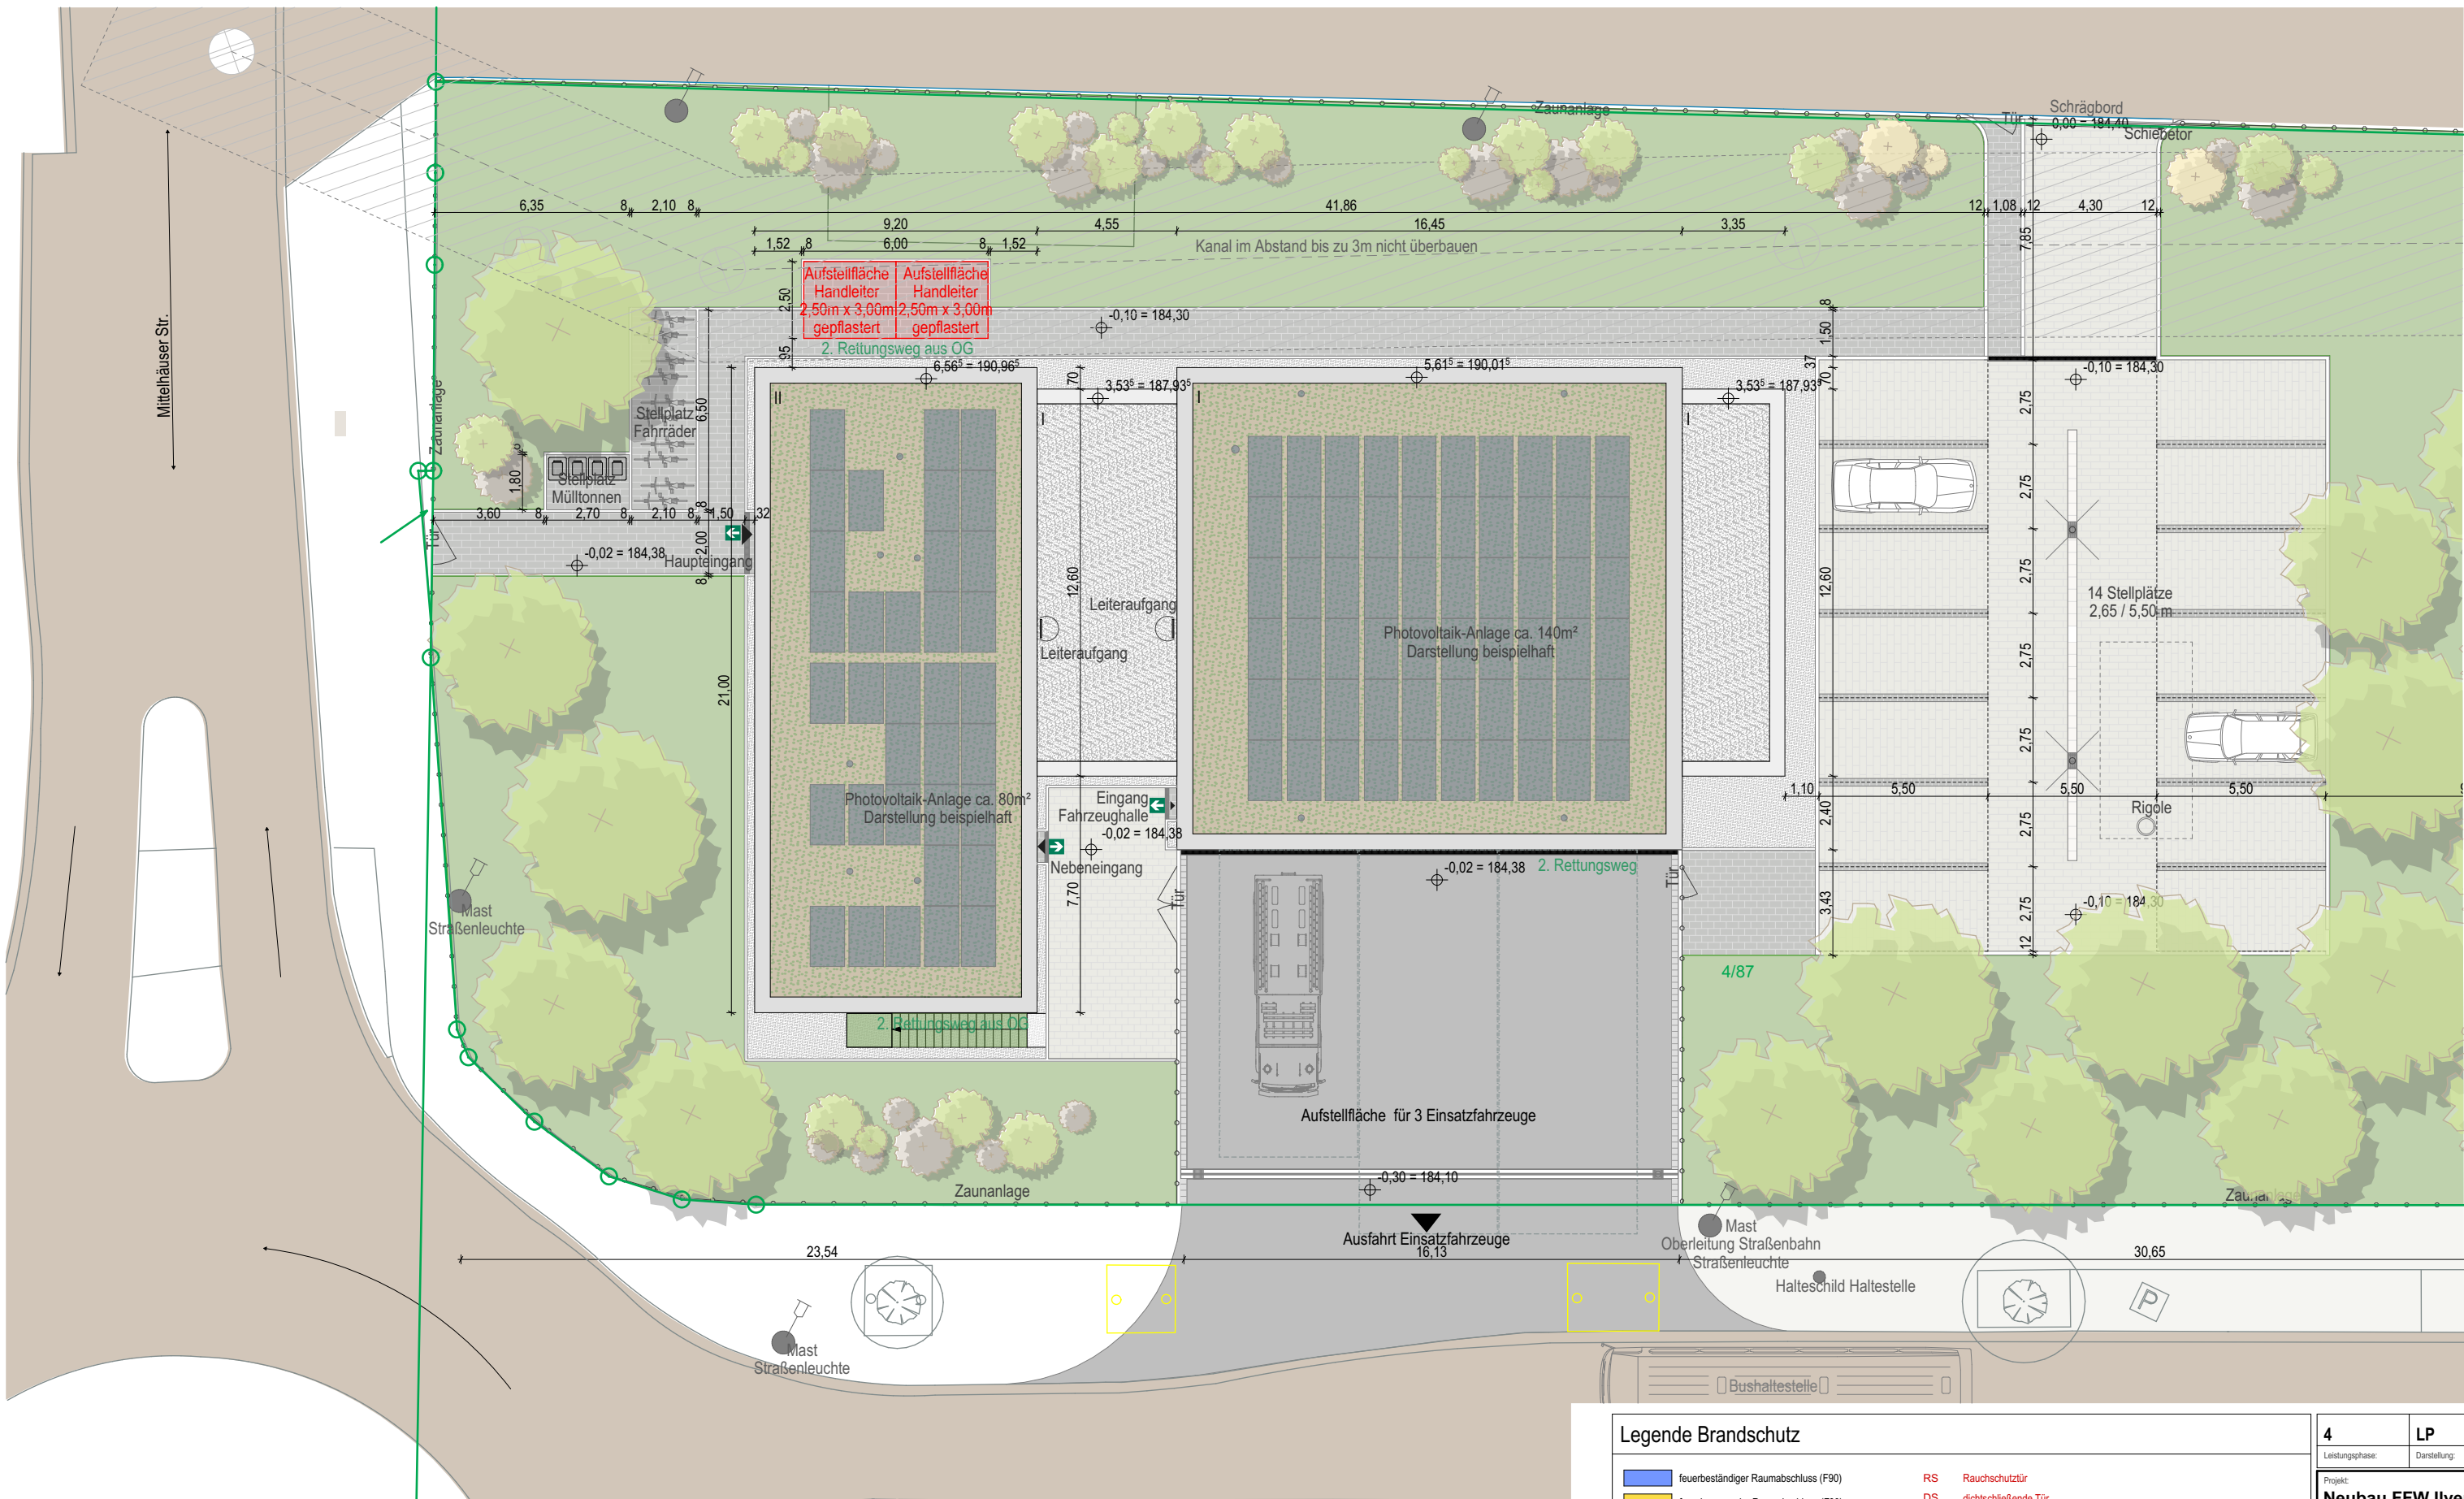 Schrägbord
Zaunanlage
Tür
0,00 = 184,40
Schiebetor
6,35
8
2,10
8
41,86
12
1,08
12
4,30
12
9,20
4,55
16,45
3,35
1,52
8
6,00
8
1,52
Kanal im Abstand bis zu 3m nicht überbauen
7,85
Aufstellfläche
Handleiter
2,50m x 3,00m
gepflastert
Aufstellfläche
Handleiter
2,50m x 3,00m
gepflastert
2,50
95
2. Rettungsweg aus OG
-0,10 = 184,30
8
1,50
37
70
Mittelhäuser Str.
6,56⁵ = 190,96⁵
70
3,53⁵ = 187,93⁵
5,61⁵ = 190,01⁵
3,53⁵ = 187,93⁵
-0,10 = 184,30
II
I
I
I
Zaunanlage
Stellplatz
Fahrräder
6,50
2,75
1,80
Stellplatz
Mülltonnen
2,75
3,60
8
2,70
8
2,10
8
1,50
32
8
2,00
8
Tür
-0,02 = 184,38
Haupteingang
12,60
12,60
2,75
14 Stellplätze
2,65 / 5,50 m
Leiteraufgang
Leiteraufgang
Photovoltaik-Anlage ca. 140m²
Darstellung beispielhaft
21,00
2,75
2,75
Photovoltaik-Anlage ca. 80m²
Darstellung beispielhaft
Eingang
Fahrzeughalle
-0,02 = 184,38
Nebeneingang
1,10
5,50
5,50
5,50
2,40
2,75
Rigole
7,70
Tür
-0,02 = 184,38
2. Rettungsweg
Tür
3,43
2,75
-0,10 = 184,30
12
Mast
Straßenleuchte
4/87
2. Rettungsweg aus OG
Aufstellfläche für 3 Einsatzfahrzeuge
-0,30 = 184,10
Zaunanlage
Zaunanlage
Ausfahrt Einsatzfahrzeuge
Mast
Oberleitung Straßenbahn
Straßenleuchte
23,54
16,13
30,65
Halteschild Haltestelle
P
Mast
Straßenleuchte
Bushaltestelle
Legende Brandschutz
4
LP
Leistungsphase:
Darstellung:
feuerbeständiger Raumabschluss (F90)
RS
Rauchschutztür
Projekt: